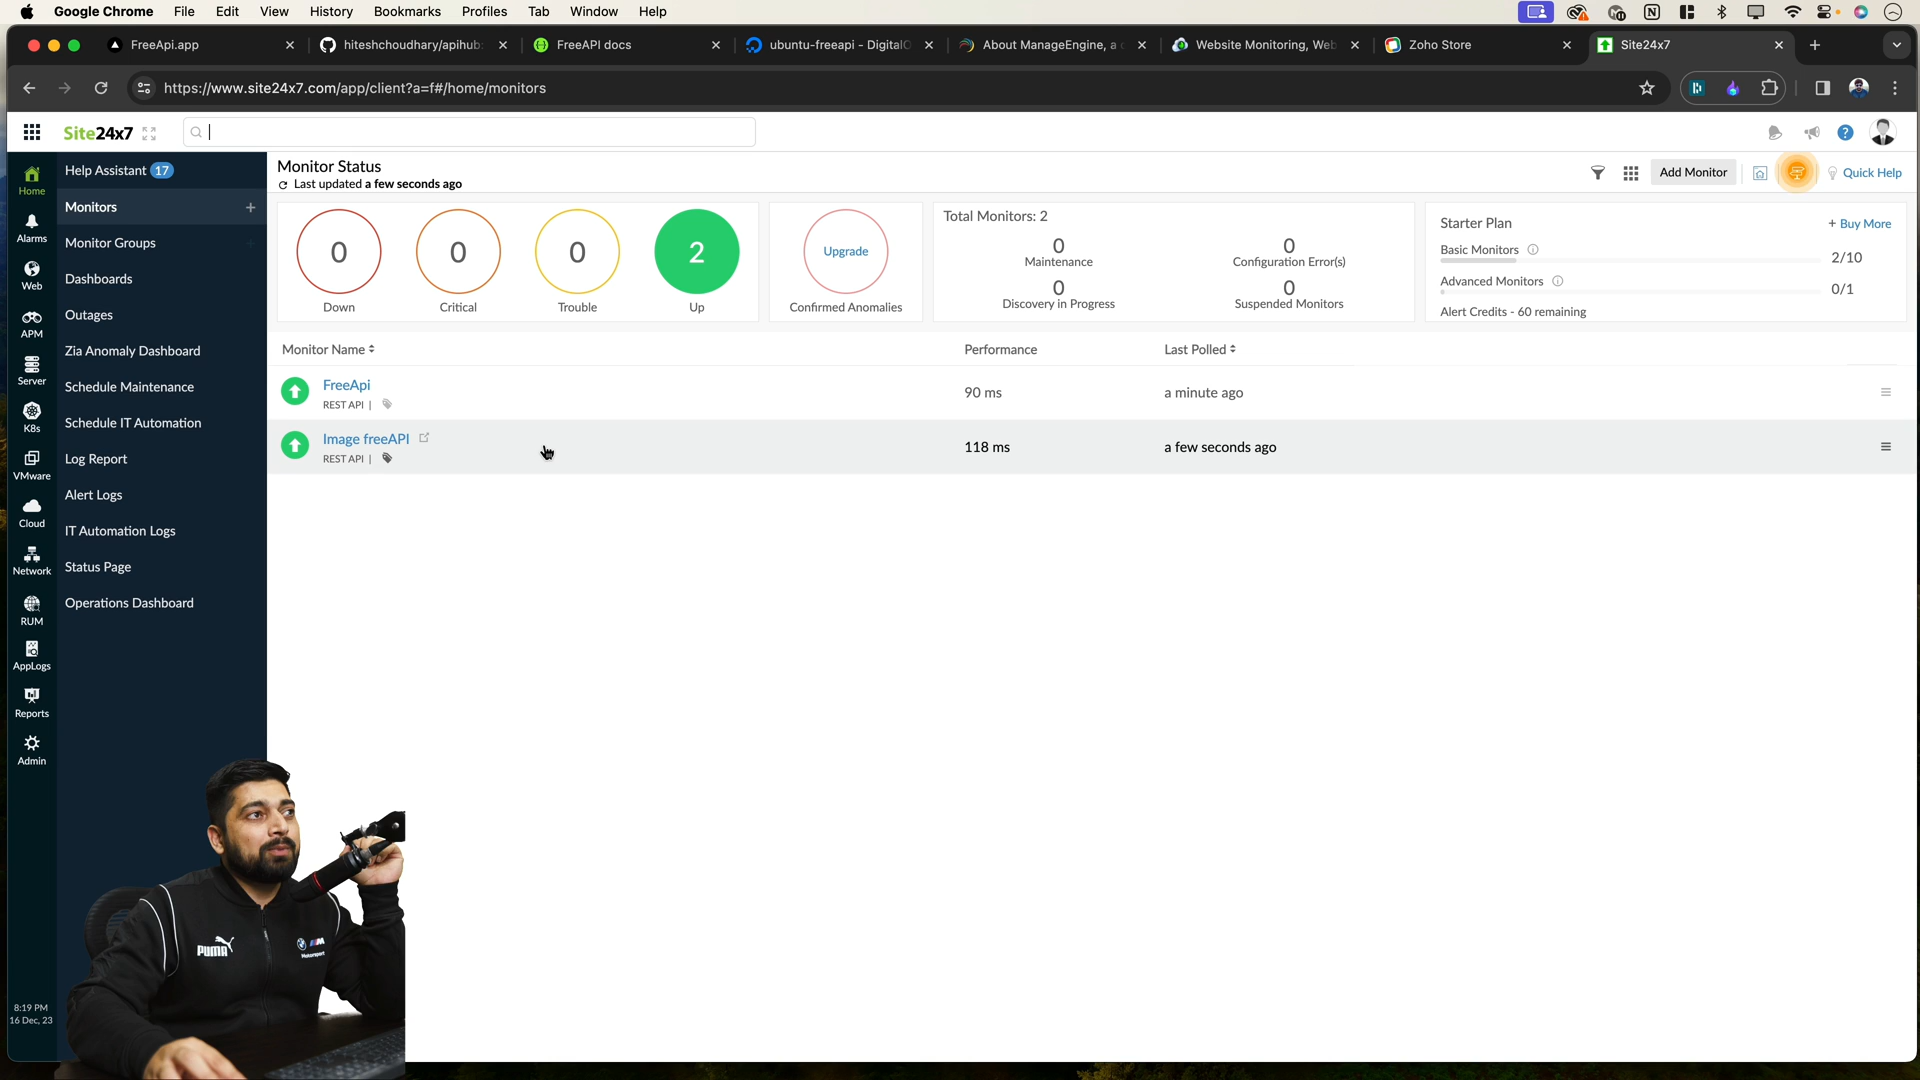 Google Chrome File Edit View History Bookmarks Profiles Tab Window Help
FreeApi.app
hiteshchoudhary/apihub:
FreeAPI docs
ubuntu-freeapi - DigitalO
About ManageEngine, a
Website Monitoring, Web
Zoho Store
Site24x7
https://www.site24x7.com/app/client?a=f#/home/monitors
Site24x7
Home
Alarms
Web
APM
Server
K8s
VMware
Cloud
Network
RUM
AppLogs
Reports
Admin
8:19 PM
16 Dec, 23
Help Assistant 17
Monitors +
Monitor Groups +
Dashboards
Outages
Zia Anomaly Dashboard
Schedule Maintenance
Schedule IT Automation
Log Report
Alert Logs
IT Automation Logs
Status Page
Operations Dashboard
Monitor Status
Last updated a few seconds ago
Add Monitor
Quick Help
0 Down
0 Critical
0 Trouble
2 Up
Upgrade
Confirmed Anomalies
Total Monitors: 2
0
Maintenance
0
Configuration Error(s)
0
Discovery in Progress
0
Suspended Monitors
Starter Plan + Buy More
Basic Monitors 2/10
Advanced Monitors 0/1
Alert Credits - 60 remaining
Monitor Name Performance Last Polled
FreeApi 90 ms a minute ago
REST API |
Image freeAPI 118 ms a few seconds ago
REST API |
PUMA
M
Motorsport